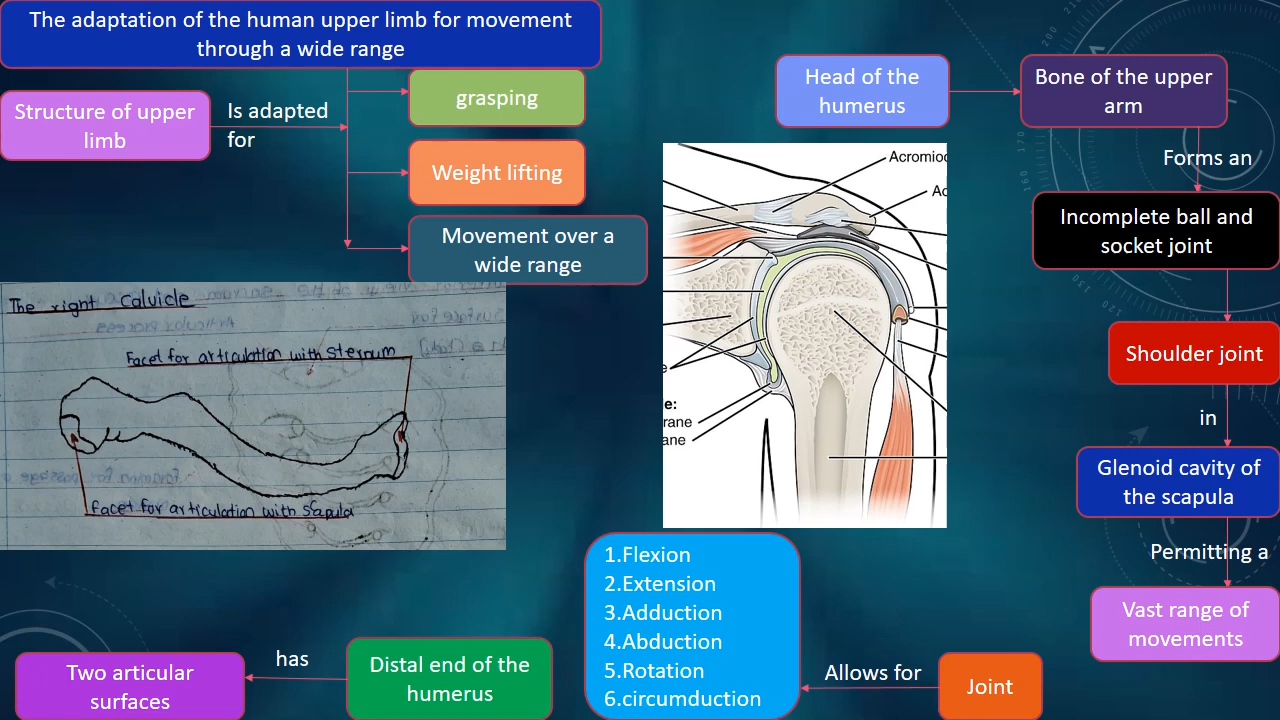 The adaptation of the human upper limb for movement
through a wide range
Structure of upper
limb
Is adapted
for
grasping
Weight lifting
Movement over a
wide range
Head of the
humerus
Bone of the upper
arm
Forms an
Incomplete ball and
socket joint
Shoulder joint
in
Glenoid cavity of
the scapula
Permitting a
Vast range of
movements
Acromioc
Ac
e
e:
rane
ane
The right Calvicle
Facet for articulation with sternum
Facet for articulation with Scapula
1.Flexion
2.Extension
3.Adduction
4.Abduction
5.Rotation
6.circumduction
Allows for
Joint
Distal end of the
humerus
has
Two articular
surfaces